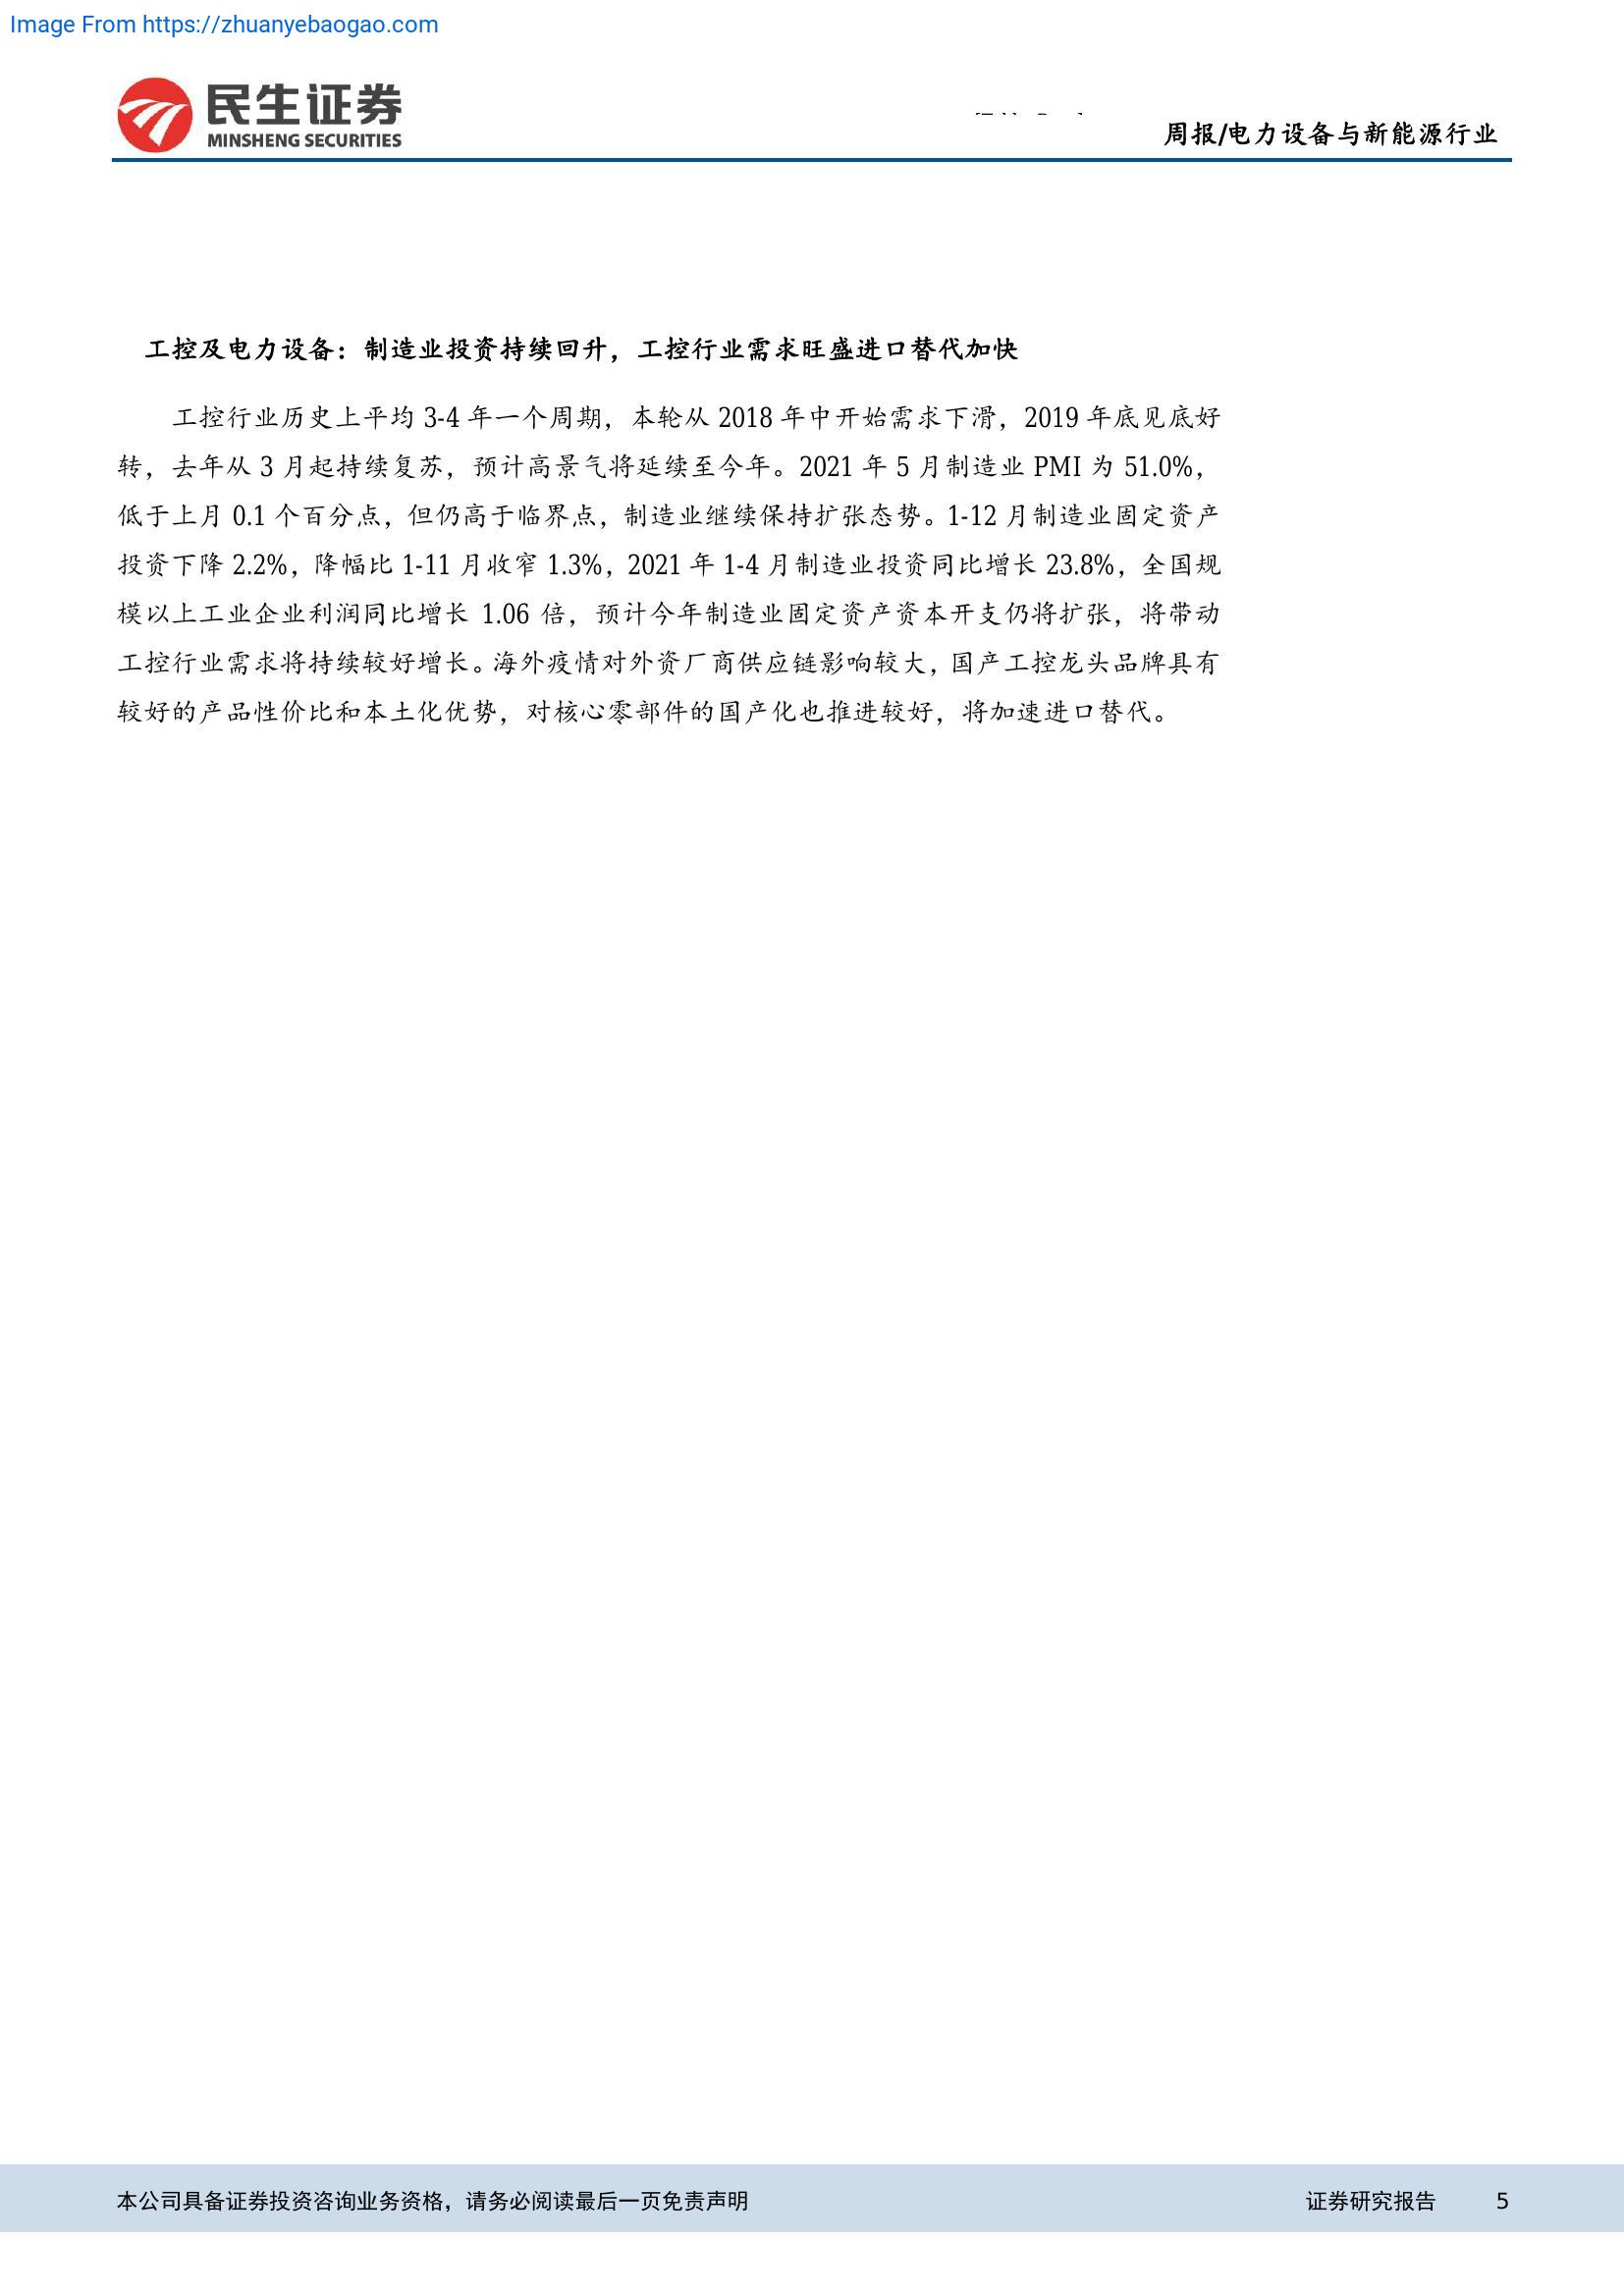 Image From https://zhuanyebaogao.com
民生证券
MINSHENG SECURITIES
周报/电力设备与新能源行业
工控及电力设备：制造业投资持续回升，工控行业需求旺盛进口替代加快
工控行业历史上平均 3-4 年一个周期，本轮从 2018 年中开始需求下滑，2019 年底见底好
转，去年从 3 月起持续复苏，预计高景气将延续至今年。2021 年 5 月制造业 PMI 为 51.0%，
低于上月 0.1 个百分点，但仍高于临界点，制造业继续保持扩张态势。1-12 月制造业固定资产
投资下降 2.2%，降幅比 1-11 月收窄 1.3%，2021 年 1-4 月制造业投资同比增长 23.8%，全国规
模以上工业企业利润同比增长 1.06 倍，预计今年制造业固定资产资本开支仍将扩张，将带动
工控行业需求将持续较好增长。海外疫情对外资厂商供应链影响较大，国产工控龙头品牌具有
较好的产品性价比和本土化优势，对核心零部件的国产化也推进较好，将加速进口替代。
本公司具备证券投资咨询业务资格，请务必阅读最后一页免责声明
证券研究报告 5